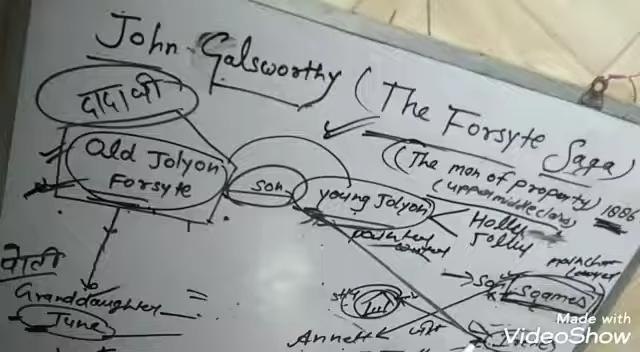 John Galsworthy (The Forsyte Saga)
दादा जी
((The man of property) 1886
(upper middle class)
Old Jolyon
Forsyte
son
young Jolyon
Holly
Jolly
पोती
Granddaughter
June
Soames
Annett
Irene
Made with
VideoShow